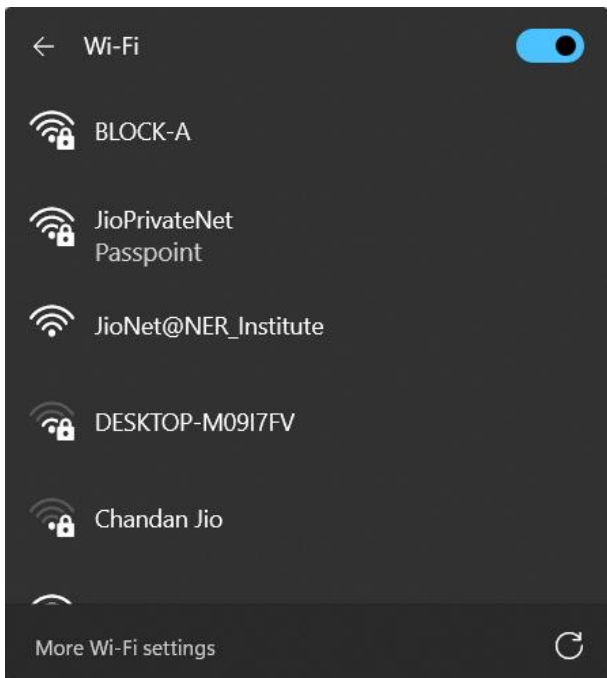 Wi-Fi
BLOCK-A
JioPrivateNet
Passpoint
JioNet@NER_Institute
DESKTOP-M09I7FV
Chandan Jio
More Wi-Fi settings